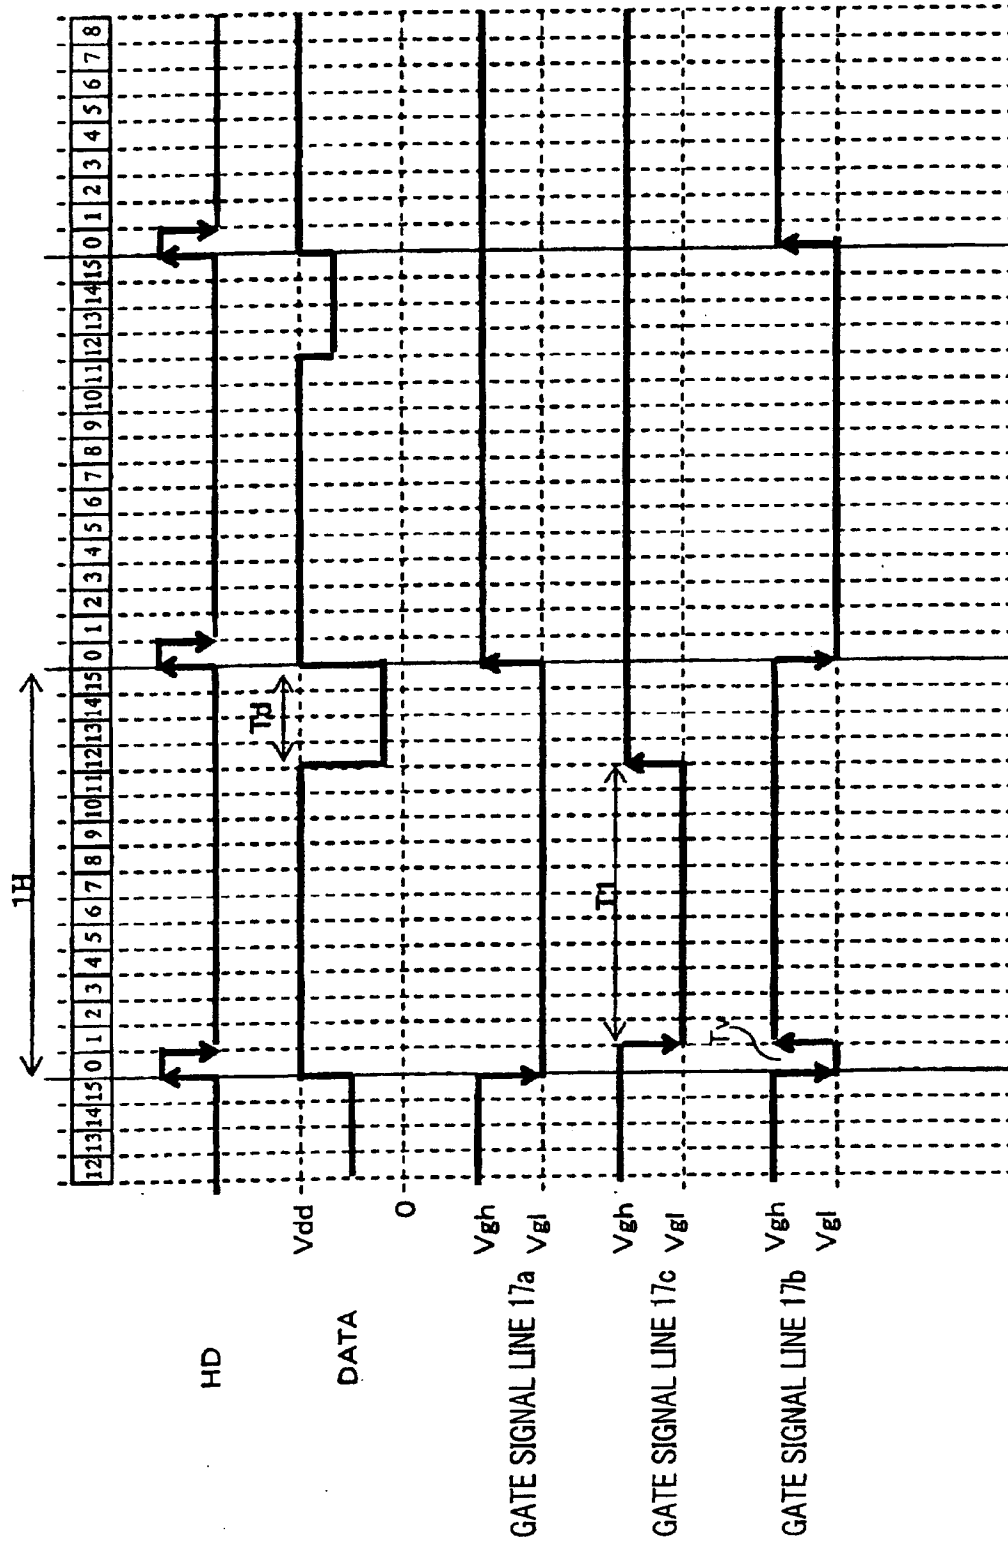 1H
12 13 14 15 0 1 2 3 4 5 6 7 8 9 10 11 12 13 14 15 0 1 2 3 4 5 6 7 8 9 10 11 12 13 14 15 0 1 2 3 4 5 6 7 8
HD
Vdd
Td
DATA
0
Vgh
GATE SIGNAL LINE 17a
Vgl
T1
Vgh
GATE SIGNAL LINE 17c
Vgl
Tv
Vgh
GATE SIGNAL LINE 17b
Vgl